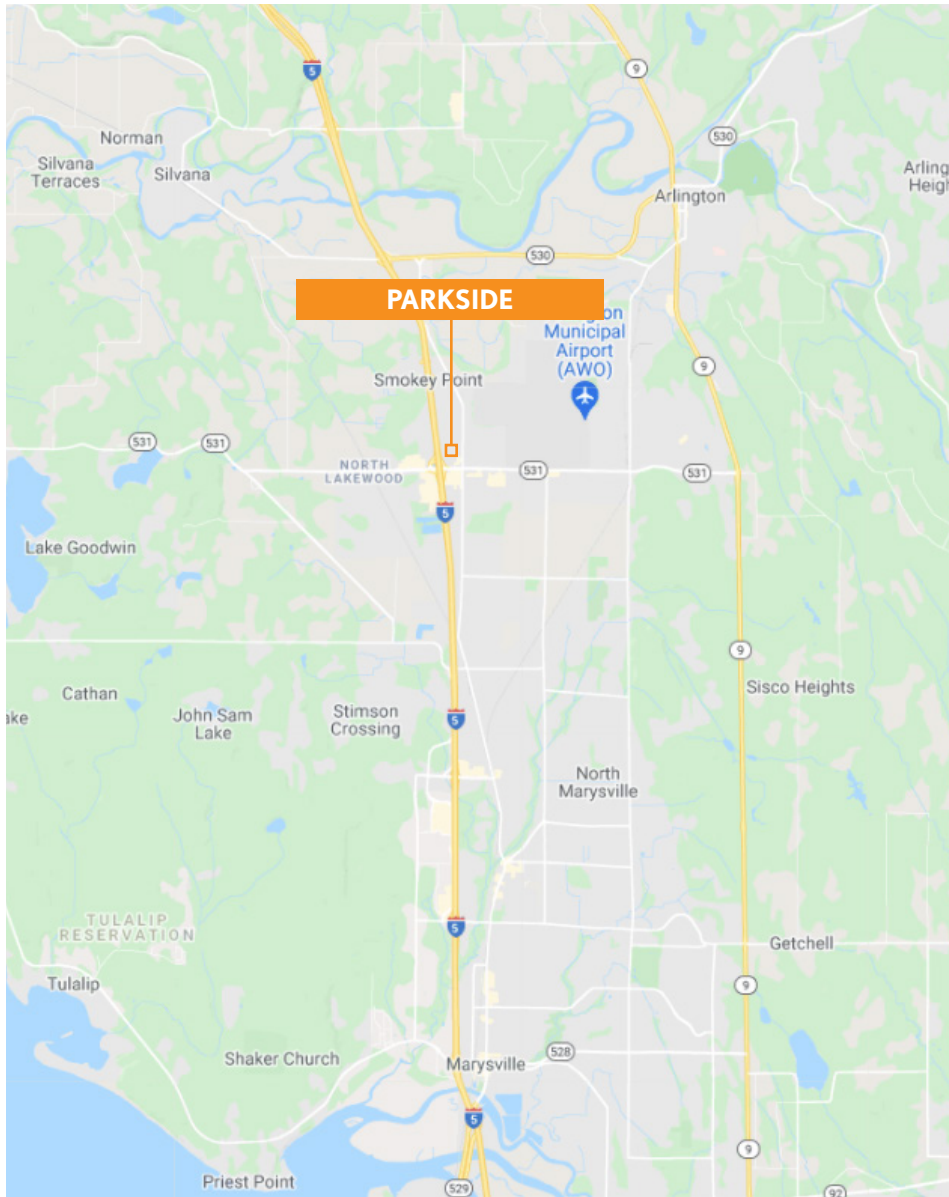 5
9
Norman
530
Silvana
Terraces
Silvana
Arlington
530
PARKSIDE
Municipal
Airport
(AWO)
9
Smokey Point
531
531
NORTH
LAKEWOOD
531
531
5
Lake Goodwin
9
Cathan
John Sam
Lake
Stimson
Crossing
5
Sisco Heights
North
Marysville
TULALIP
RESERVATION
5
Getchell
Tulalip
9
Shaker Church
Marysville
528
5
9
Priest Point
529
92